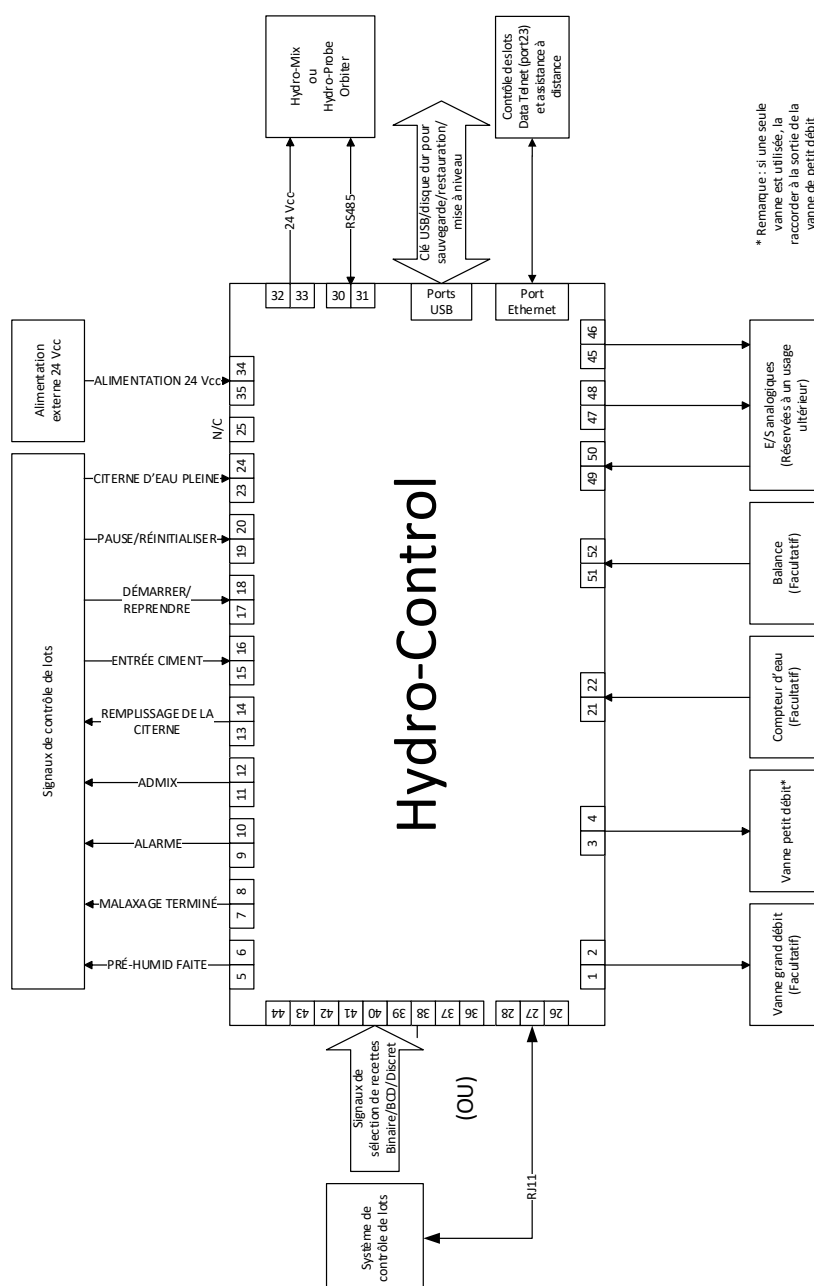 Hydro-Mix
ou
Hydro-Probe
Orbiter
Contrôle des lots
Data Telnet (port23)
et assistance à
distance
24 Vcc
RS485
Clé USB/disque dur pour
sauvegarde/restauration/
mise à niveau
* Remarque : si une seule
vanne est utilisée, la
raccorder à la sortie de la
vanne de petit débit
32
33
30
31
Ports
USB
Port
Ethernet
Alimentation
externe 24 Vcc
ALIMENTATION 24 Vcc
34
35
N/C
25
Signaux de contrôle de lots
CITERNE D'EAU PLEINE
24
23
PAUSE/RÉINITIALISER
20
19
DÉMARRER/
REPRENDRE
18
17
ENTRÉE CIMENT
16
15
REMPLISSAGE DE LA
CITERNE
14
13
ADMIX
12
11
ALARME
10
9
MALAXAGE TERMINÉ
8
7
PRÉ-HUMID FAITE
6
5
Hydro-Control
46
45
48
47
50
49
E/S analogiques
(Réservées à un usage
ultérieur)
52
51
Balance
(Facultatif)
22
21
Compteur d'eau
(Facultatif)
4
3
Vanne petit débit*
2
1
Vanne grand débit
(Facultatif)
44
43
42
41
40
39
38
37
36
28
27
26
Signaux de
sélection de recettes
Binaire/BCD/Discret
(OU)
RJ11
Système de
contrôle de lots